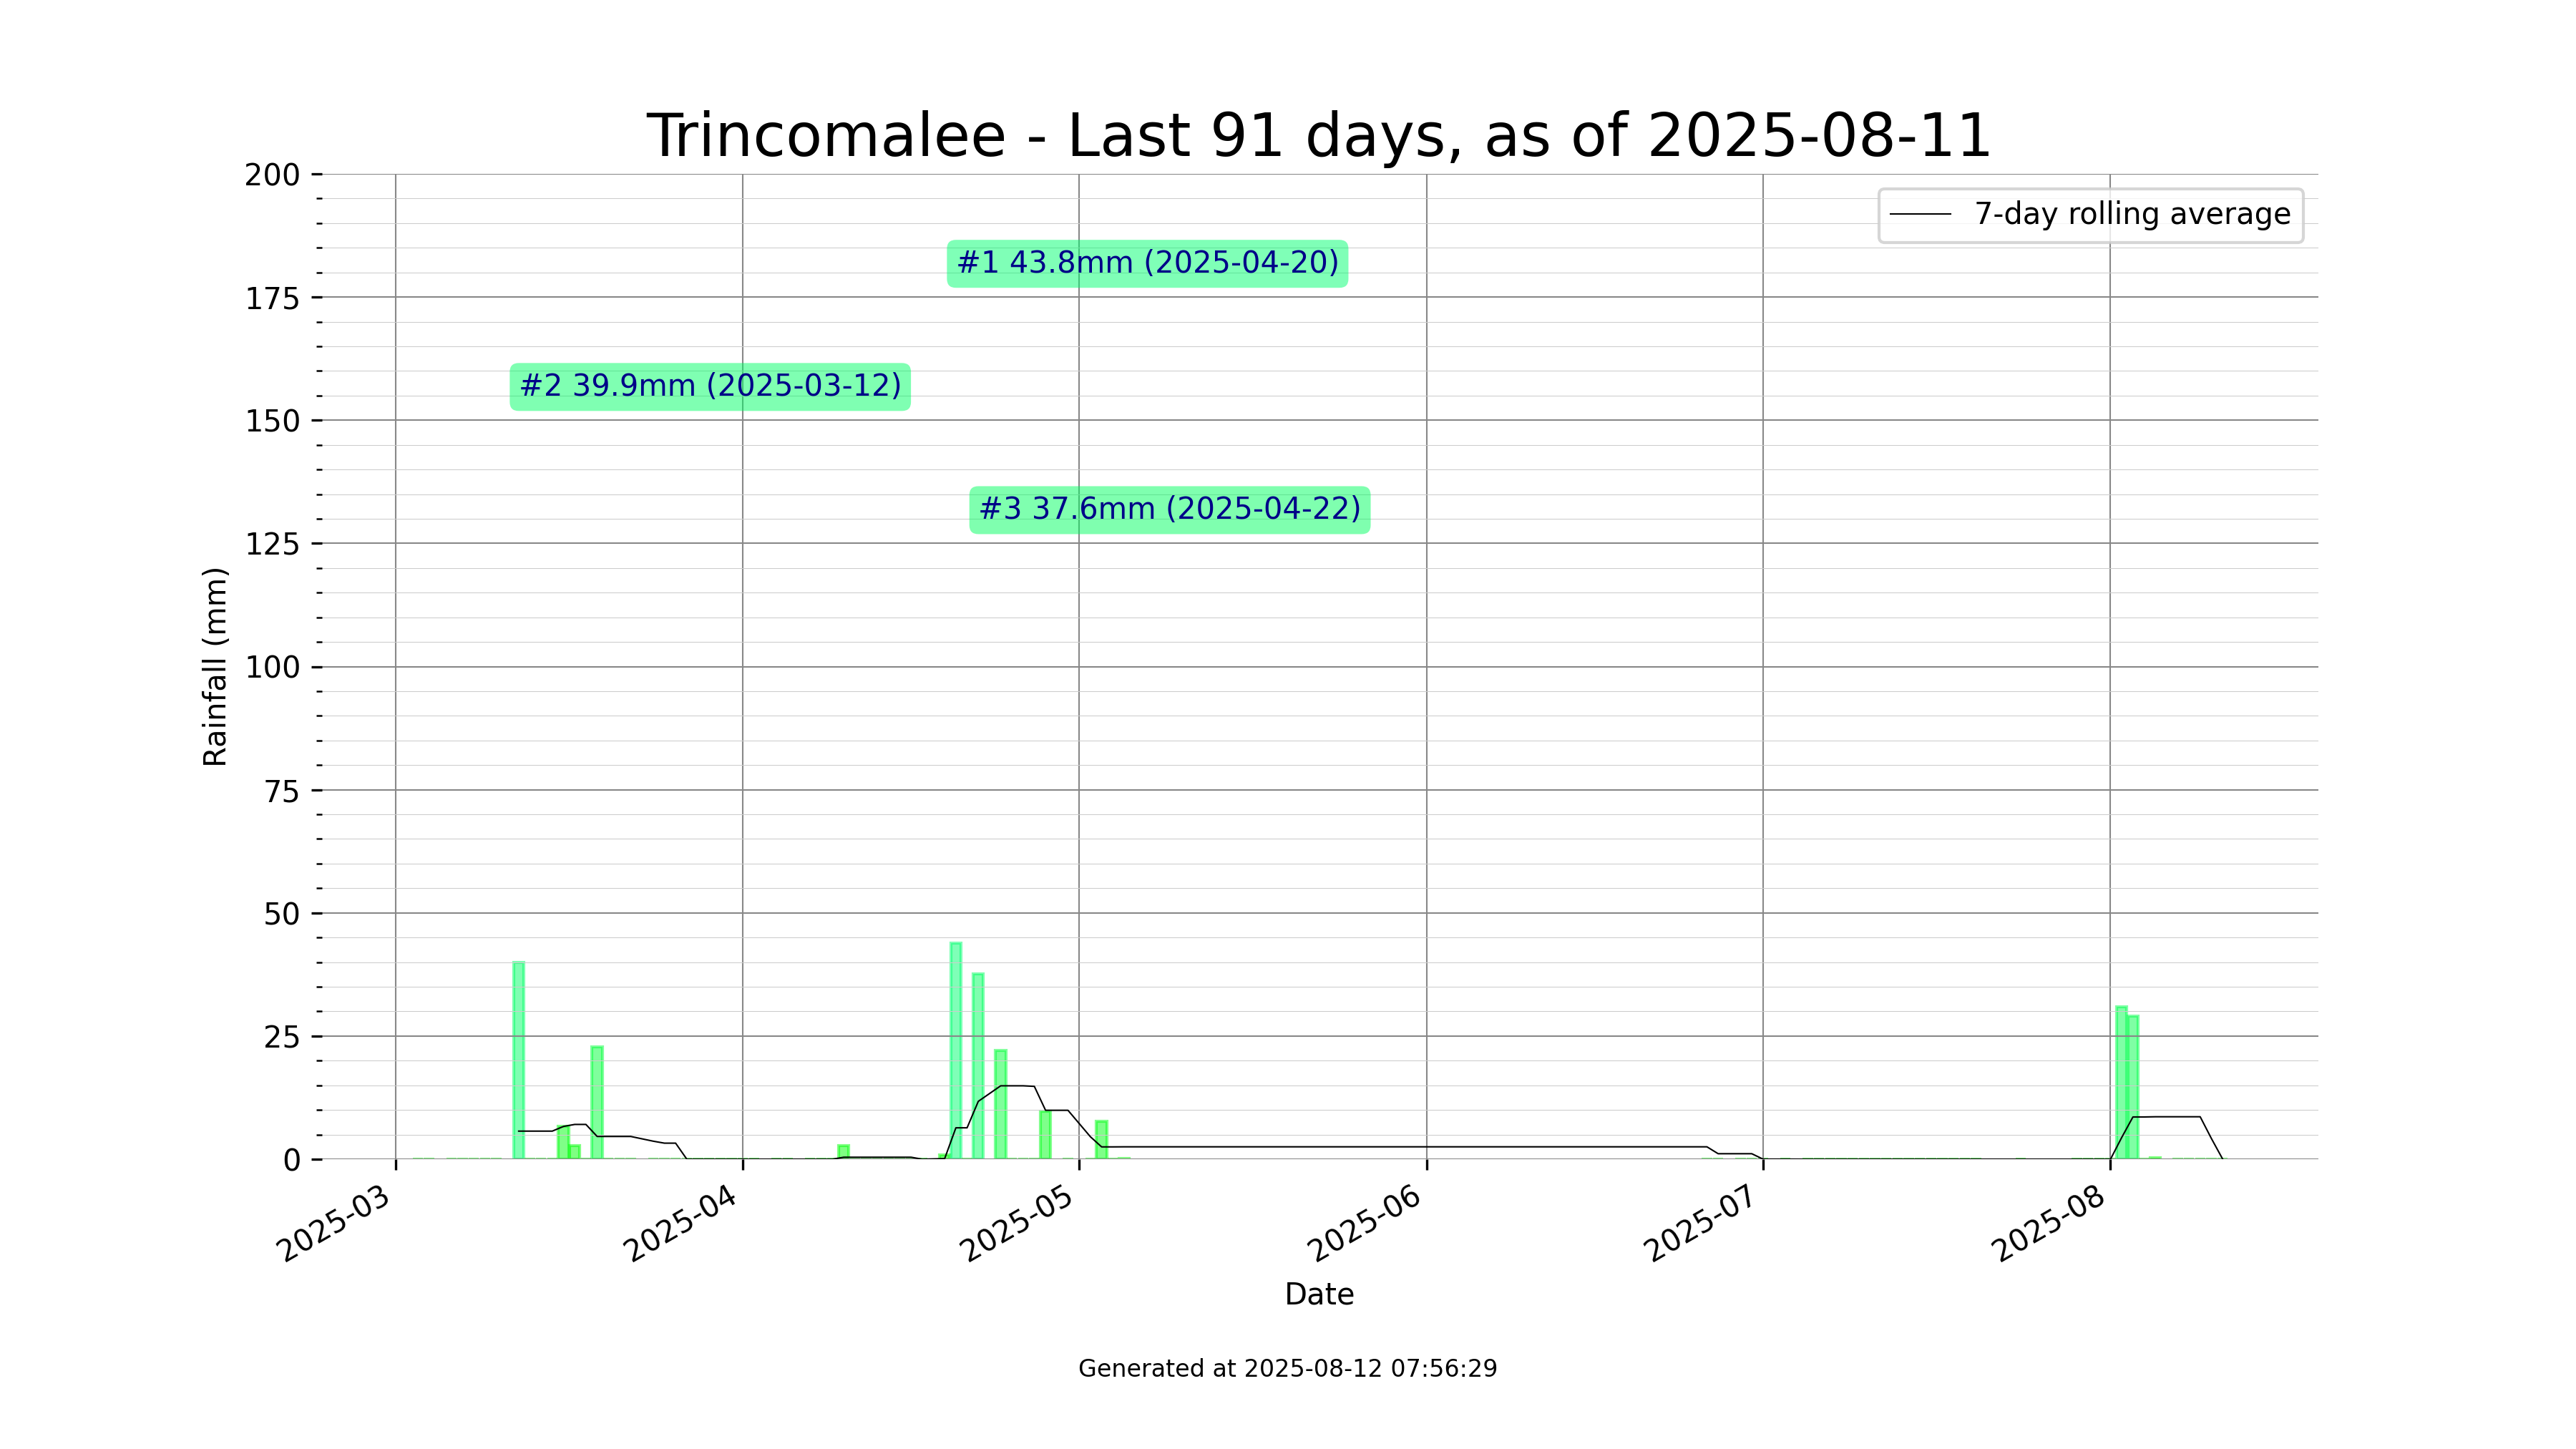 Trincomalee - Last 91 days, as of 2025-08-11
7-day rolling average
#1 43.8mm (2025-04-20)
#2 39.9mm (2025-03-12)
#3 37.6mm (2025-04-22)
Rainfall (mm)
200
175
150
125
100
75
50
25
0
2025-03
2025-04
2025-05
2025-06
2025-07
2025-08
Date
Generated at 2025-08-12 07:56:29